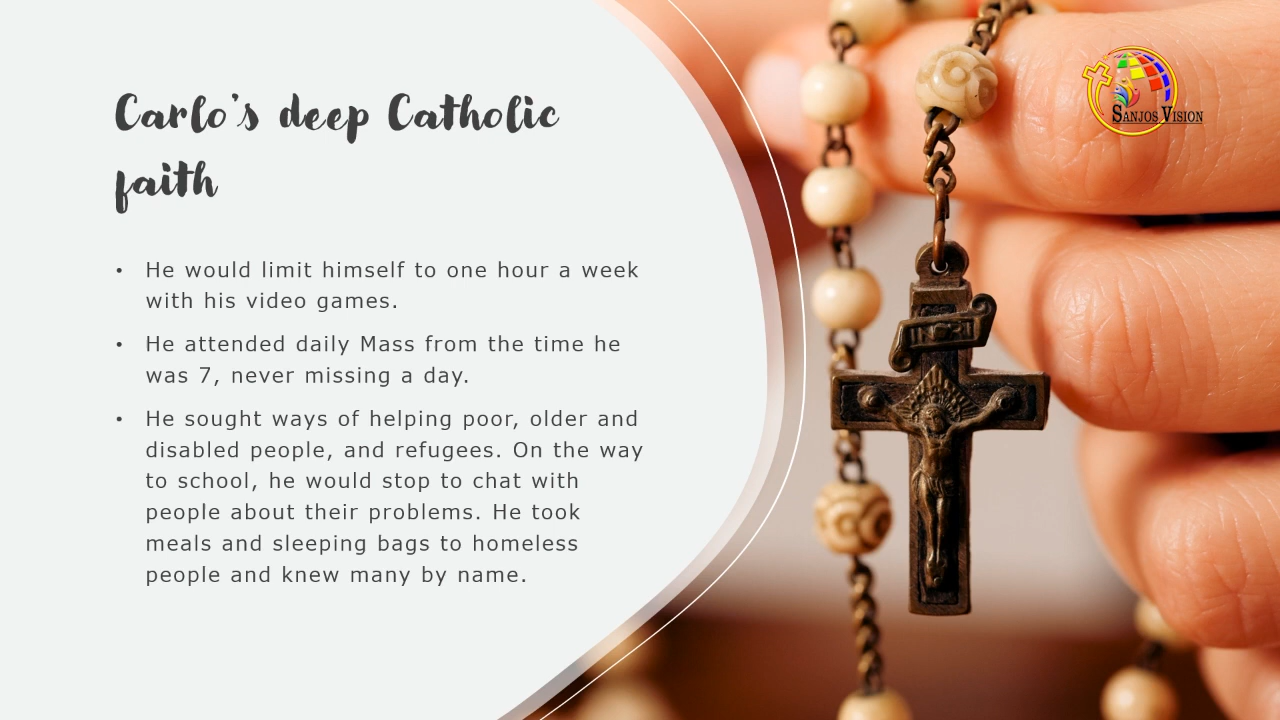 Carlo's deep Catholic
faith
• He would limit himself to one hour a week
with his video games.
• He attended daily Mass from the time he
was 7, never missing a day.
• He sought ways of helping poor, older and
disabled people, and refugees. On the way
to school, he would stop to chat with
people about their problems. He took
meals and sleeping bags to homeless
people and knew many by name.
SANJOS VISION
INRI